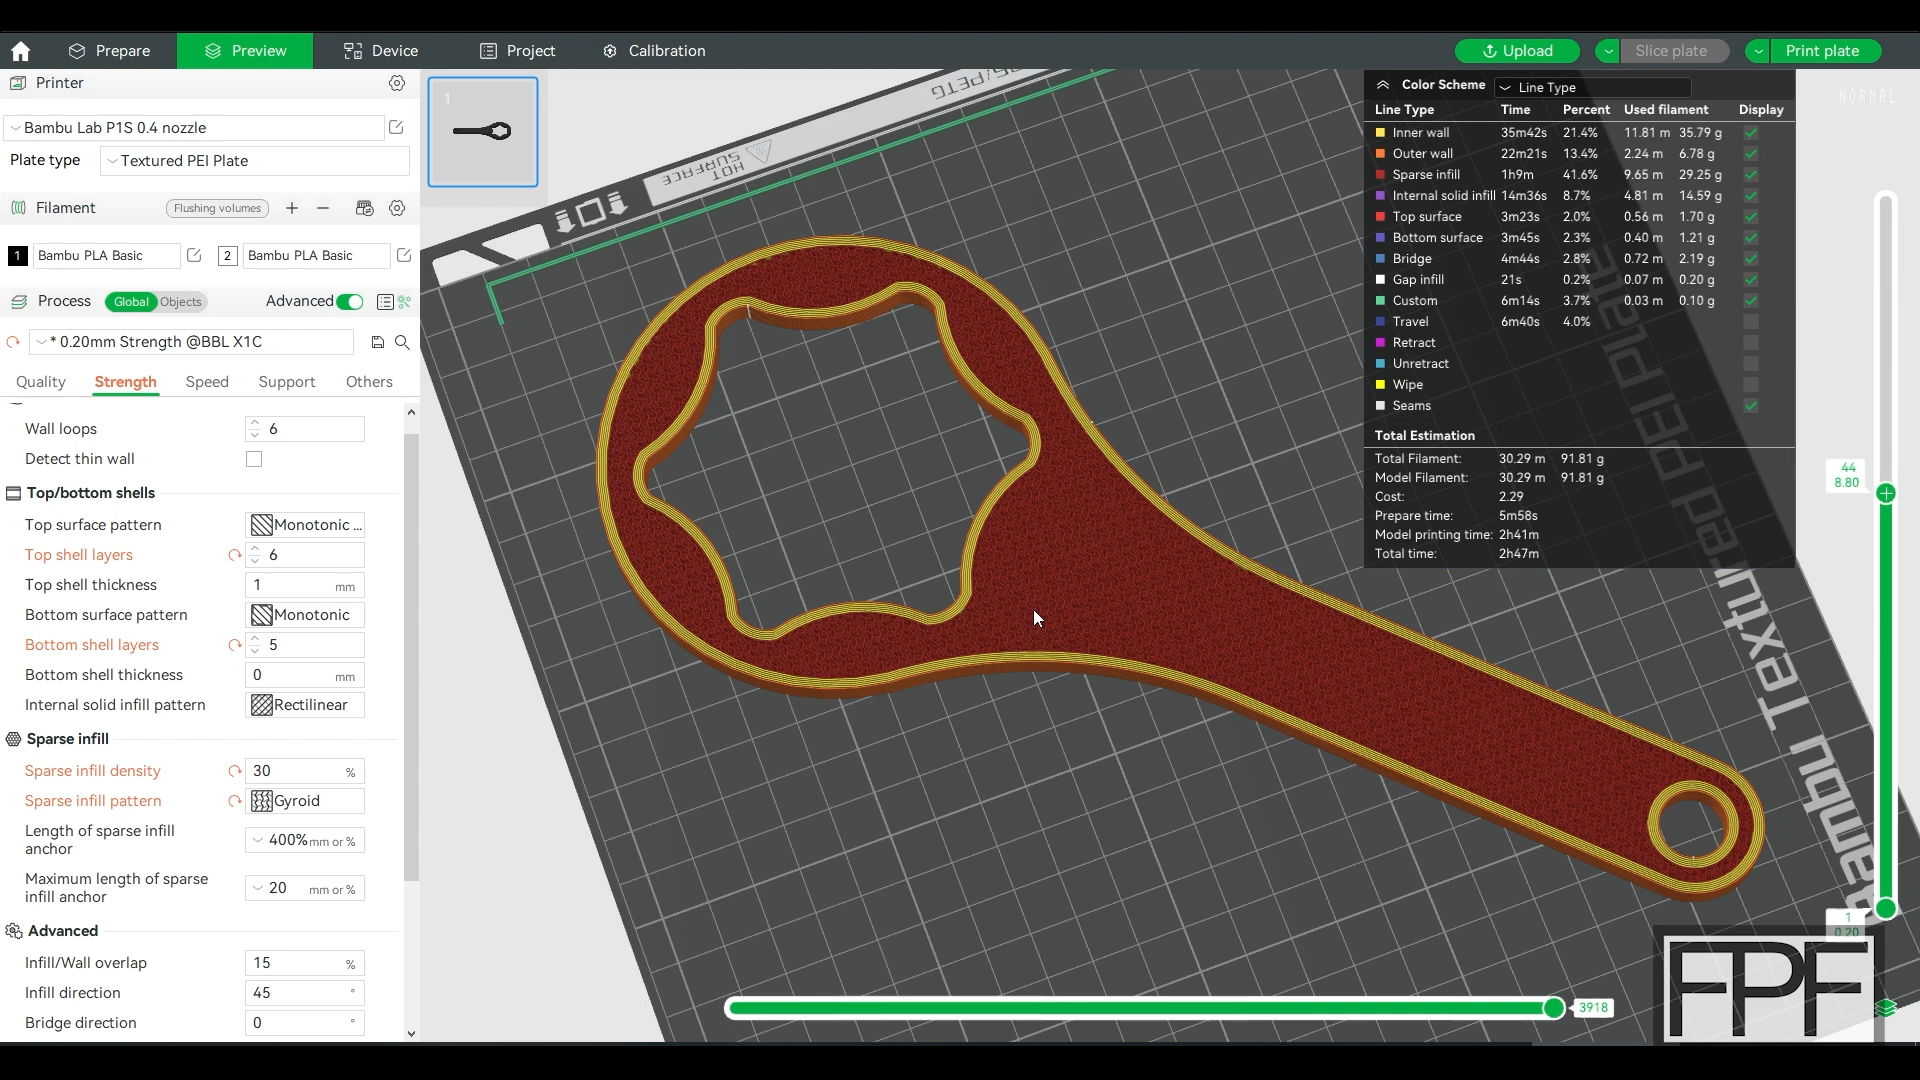 Prepare
Preview
Device
Project
Calibration
Upload
Slice plate
Print plate
Printer
Bambu Lab P1S 0.4 nozzle
Plate type
Textured PEI Plate
Filament
Flushing volumes
1 Bambu PLA Basic
2 Bambu PLA Basic
Process Global Objects Advanced
* 0.20mm Strength @BBL X1C
Quality Strength Speed Support Others
Wall loops 6
Detect thin wall
Top/bottom shells
Top surface pattern Monotonic ...
Top shell layers 6
Top shell thickness 1 mm
Bottom surface pattern Monotonic
Bottom shell layers 5
Bottom shell thickness 0 mm
Internal solid infill pattern Rectilinear
Sparse infill
Sparse infill density 30 %
Sparse infill pattern Gyroid
Length of sparse infill
anchor
400% mm or %
Maximum length of sparse
infill anchor
20 mm or %
Advanced
Infill/Wall overlap 15 %
Infill direction 45 °
Bridge direction 0 °
1
HOT
SURFACE
/PETG
NORMAL
Color Scheme Line Type
Line Type Time Percent Used filament Display
Inner wall 35m42s 21.4% 11.81 m 35.79 g
Outer wall 22m21s 13.4% 2.24 m 6.78 g
Sparse infill 1h9m 41.6% 9.65 m 29.25 g
Internal solid infill 14m36s 8.7% 4.81 m 14.59 g
Top surface 3m23s 2.0% 0.56 m 1.70 g
Bottom surface 3m45s 2.3% 0.40 m 1.21 g
Bridge 4m44s 2.8% 0.72 m 2.19 g
Gap infill 21s 0.2% 0.07 m 0.20 g
Custom 6m14s 3.7% 0.03 m 0.10 g
Travel 6m40s 4.0%
Retract
Unretract
Wipe
Seams
Total Estimation
Total Filament: 30.29 m 91.81 g
Model Filament: 30.29 m 91.81 g
Cost: 2.29
Prepare time: 5m58s
Model printing time: 2h41m
Total time: 2h47m
Bambu Textured PEI Plate
44
8.80
1
0.20
3918
FPF